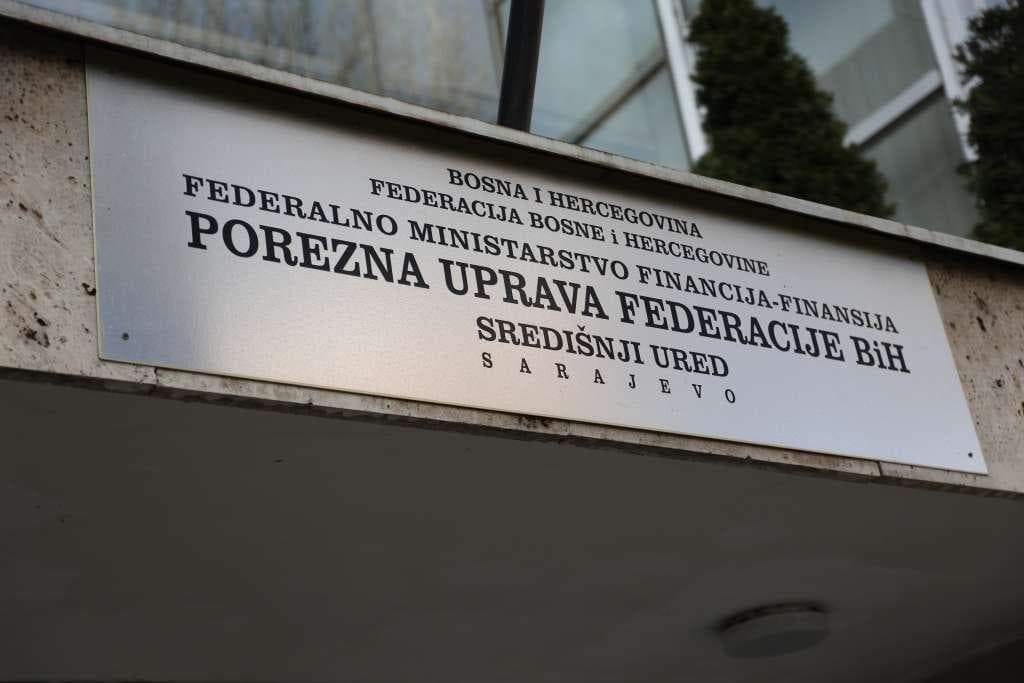 BOSNA I HERCEGOVINA
FEDERACIJA BOSNE i HERCEGOVINE
FEDERALNO MINISTARSTVO FINANCIJA-FINANSIJA
POREZNA UPRAVA FEDERACIJE BiH
SREDIŠNJI URED
SARAJEVO